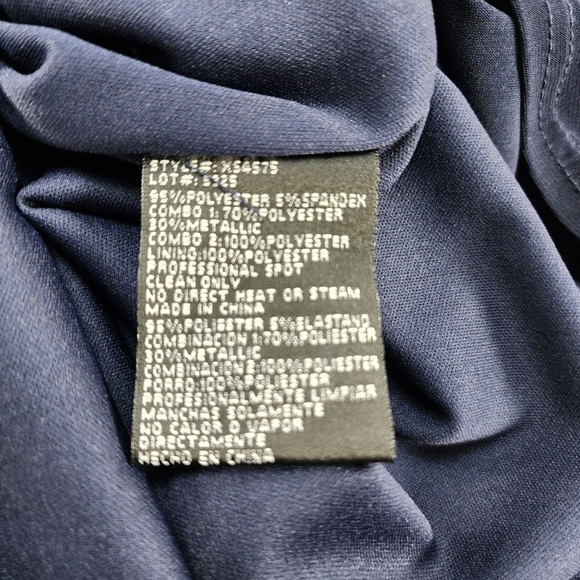 STYLE#: XS4575
LOT#: 5335
95%POLYESTER 5%SPANDEX
COMBO 1:70%POLYESTER
30%METALLIC
COMBO 2:100%POLYESTER
LINING:100%POLYESTER
PROFESSIONAL SPOT
CLEAN ONLY
NO DIRECT HEAT OR STEAM
MADE IN CHINA
95%POLIESTER 5%ELASTANO
COMBINACION 1:70%POLIESTER
30%METALLIC
COMBINACION 2:100%POLIESTER
FORRO:100%POLIESTER
PROFESIONALMENTE LIMPIAR
MANCHAS SOLAMENTE
NO CALOR O VAPOR
DIRECTAMENTE
HECHO EN CHINA